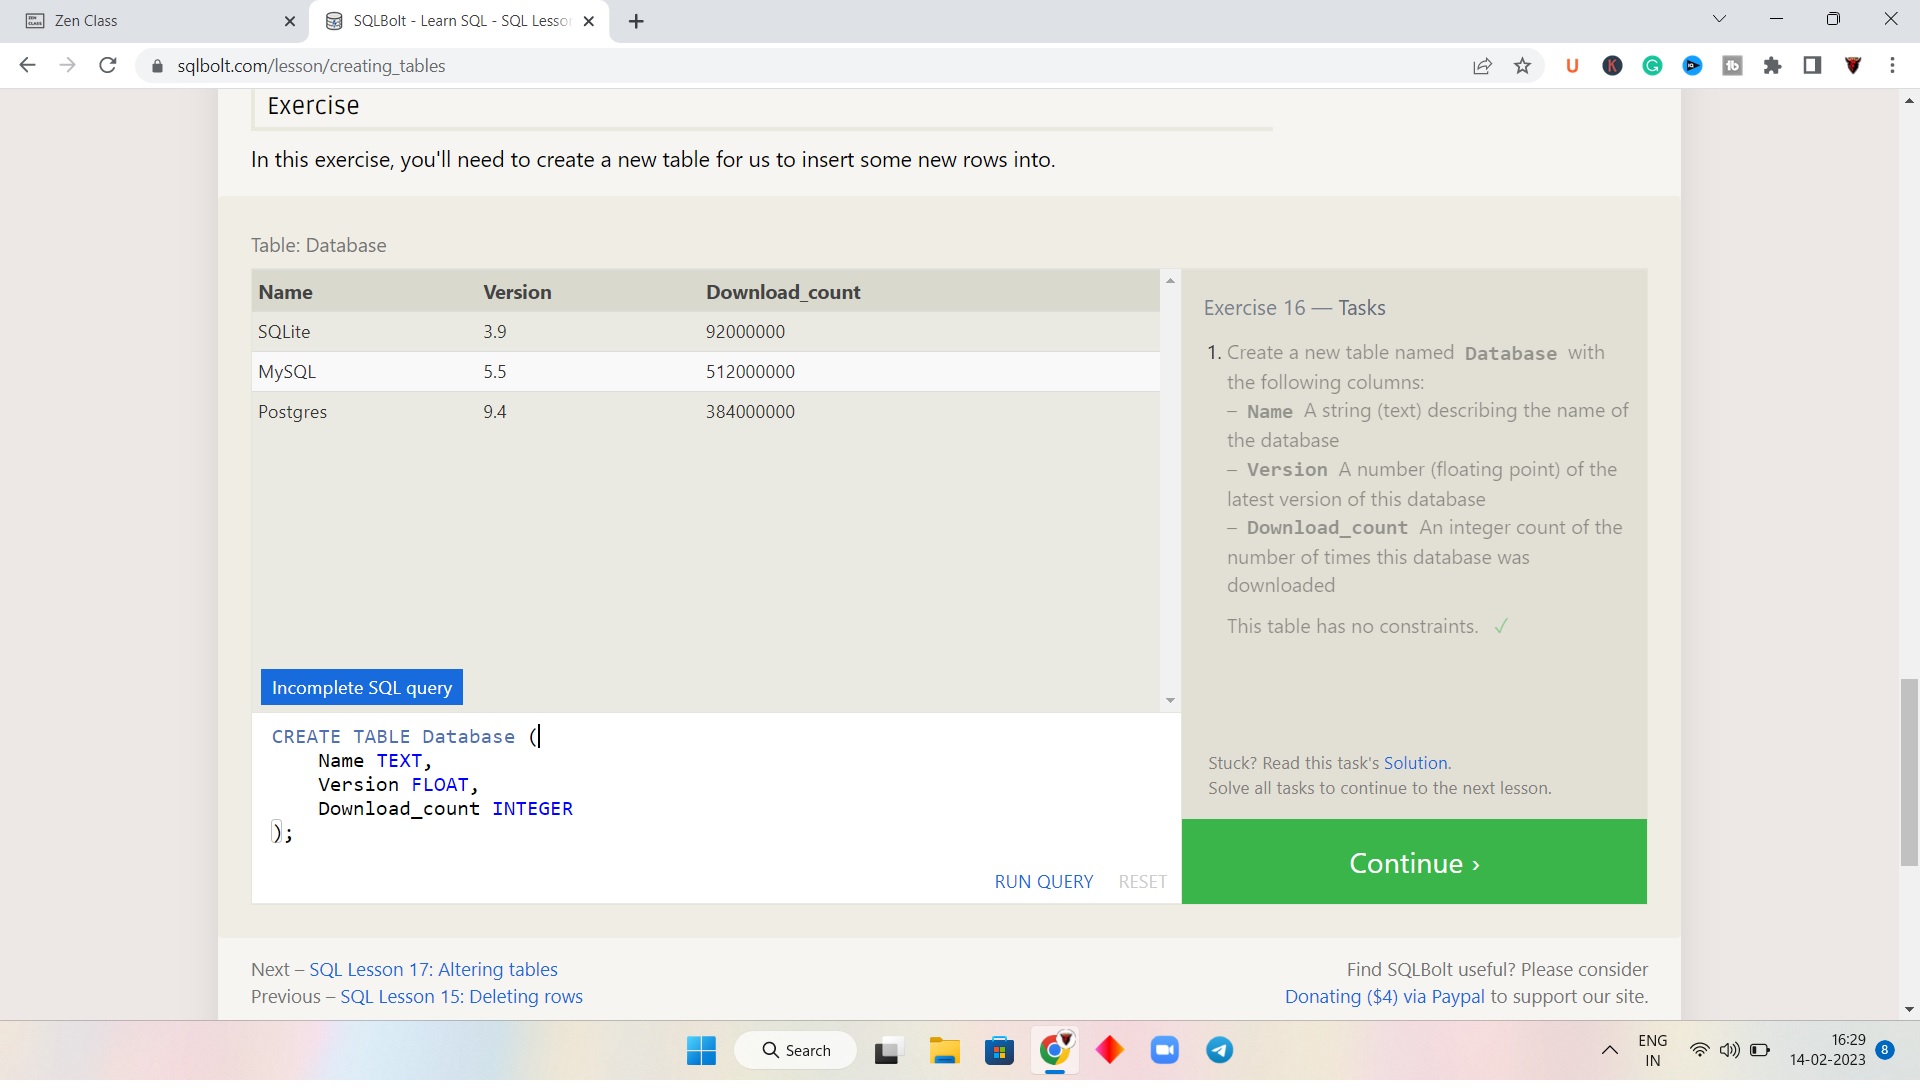 Zen Class
SQLBolt - Learn SQL - SQL Lesson
sqlbolt.com/lesson/creating_tables
Exercise
In this exercise, you'll need to create a new table for us to insert some new rows into.
Table: Database
Name Version Download_count
SQLite 3.9 92000000
MySQL 5.5 512000000
Postgres 9.4 384000000
Incomplete SQL query
CREATE TABLE Database (
Name TEXT,
Version FLOAT,
Download_count INTEGER
);
RUN QUERY RESET
Exercise 16 — Tasks
1. Create a new table named Database with
the following columns:
– Name A string (text) describing the name of
the database
– Version A number (floating point) of the
latest version of this database
– Download_count An integer count of the
number of times this database was
downloaded
This table has no constraints. ✓
Stuck? Read this task's Solution.
Solve all tasks to continue to the next lesson.
Continue ›
Next – SQL Lesson 17: Altering tables
Previous – SQL Lesson 15: Deleting rows
Find SQLBolt useful? Please consider
Donating ($4) via Paypal to support our site.
Search
ENG
IN
16:29
14-02-2023
8